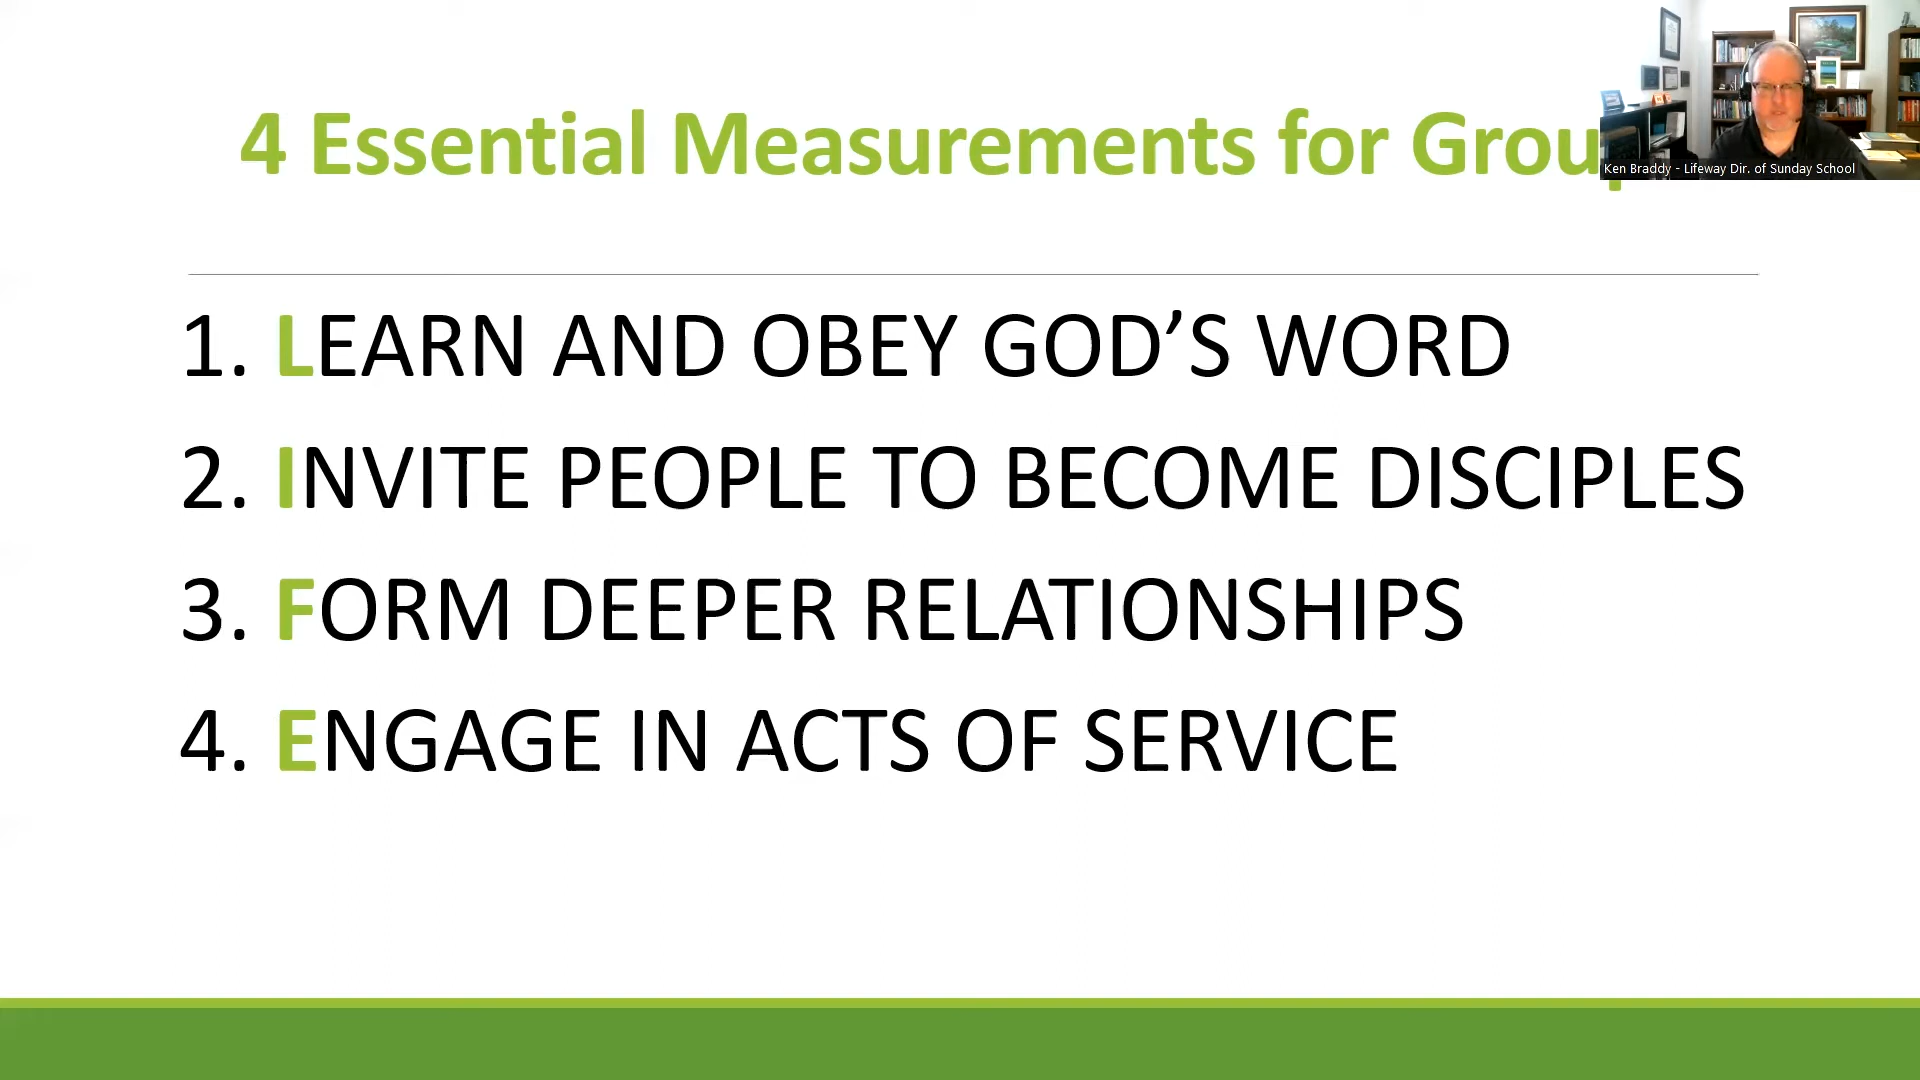 4 Essential Measurements for Group
Ken Braddy - Lifeway Dir. of Sunday School
1. LEARN AND OBEY GOD’S WORD
2. INVITE PEOPLE TO BECOME DISCIPLES
3. FORM DEEPER RELATIONSHIPS
4. ENGAGE IN ACTS OF SERVICE